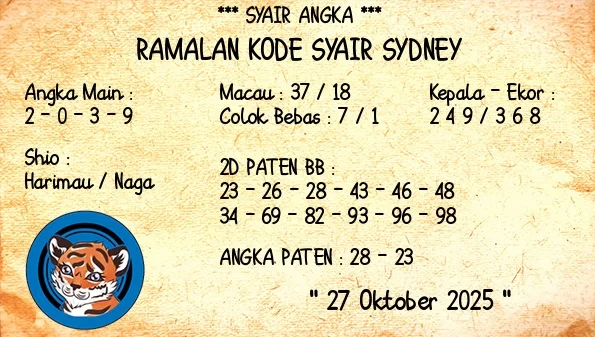 *** SYAIR ANGKA ***
RAMALAN KODE SYAIR SYDNEY
Angka Main :
2 - 0 - 3 - 9
Macau : 37 / 18
Colok Bebas : 7 / 1
Kepala - Ekor :
2 4 9 / 3 6 8
Shio :
Harimau / Naga
2D PATEN BB :
23 - 26 - 28 - 43 - 46 - 48
34 - 69 - 82 - 93 - 96 - 98
ANGKA PATEN : 28 - 23
" 27 Oktober 2025 "